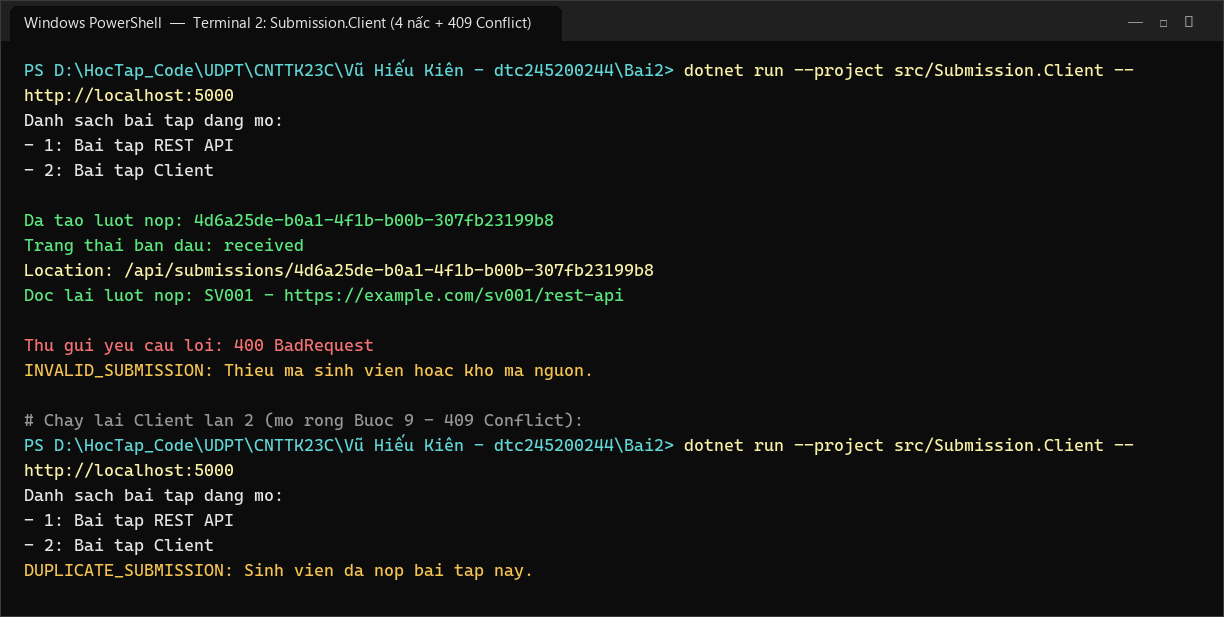 Windows PowerShell — Terminal 2: Submission.Client (4 nấc + 409 Conflict)
PS D:\HocTap_Code\UDPT\CNTTK23C\Vũ Hiếu Kiên - dtc245200244\Bai2> dotnet run --project src/Submission.Client --
http://localhost:5000
Danh sach bai tap dang mo:
- 1: Bai tap REST API
- 2: Bai tap Client
Da tao luot nop: 4d6a25de-b0a1-4f1b-b00b-307fb23199b8
Trang thai ban dau: received
Location: /api/submissions/4d6a25de-b0a1-4f1b-b00b-307fb23199b8
Doc lai luot nop: SV001 - https://example.com/sv001/rest-api
Thu gui yeu cau loi: 400 BadRequest
INVALID_SUBMISSION: Thieu ma sinh vien hoac kho ma nguon.
# Chay lai Client lan 2 (mo rong Buoc 9 - 409 Conflict):
PS D:\HocTap_Code\UDPT\CNTTK23C\Vũ Hiếu Kiên - dtc245200244\Bai2> dotnet run --project src/Submission.Client --
http://localhost:5000
Danh sach bai tap dang mo:
- 1: Bai tap REST API
- 2: Bai tap Client
DUPLICATE_SUBMISSION: Sinh vien da nop bai tap nay.